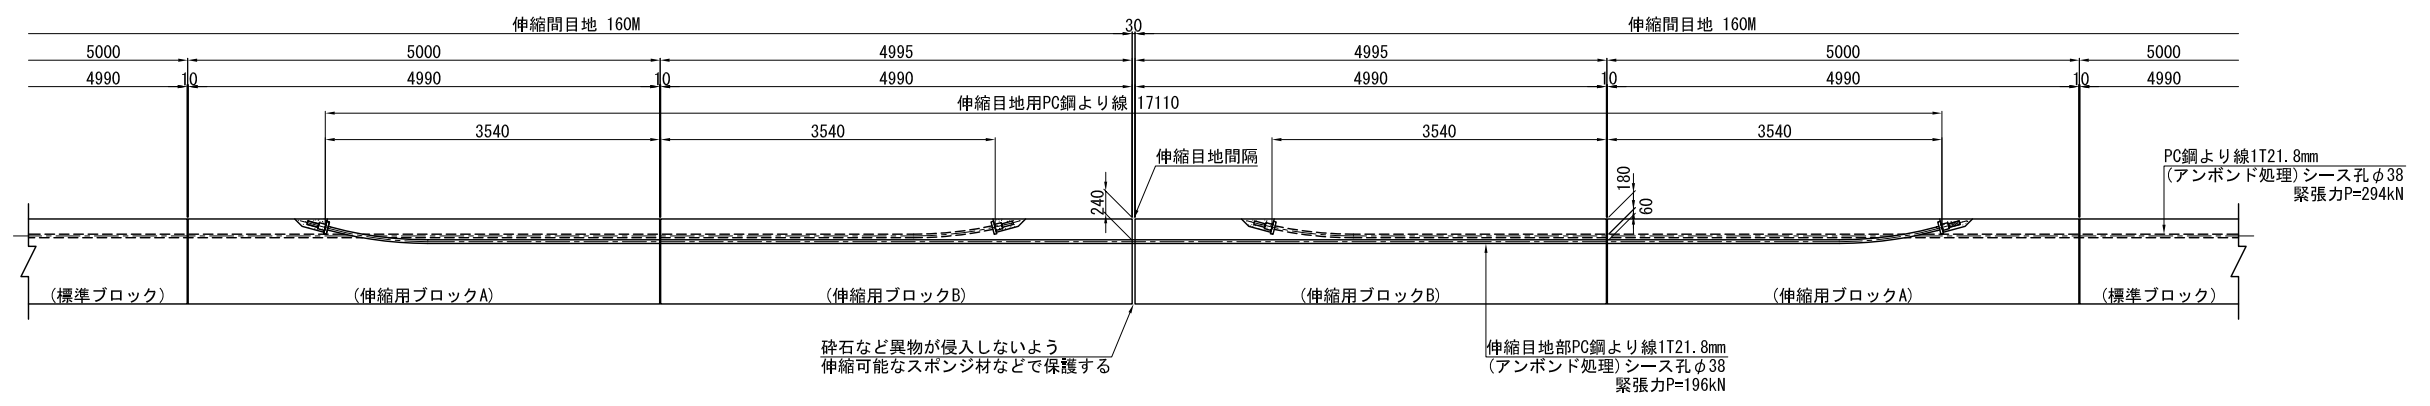 伸縮間目地 160M
30
伸縮間目地 160M
5000
5000
4995
4995
5000
5000
4990
10
4990
10
4990
4990
10
4990
10
4990
伸縮目地用PC鋼より線 17110
3540
3540
3540
3540
伸縮目地間隔
240
180
60
PC鋼より線1T21.8mm
(アンボンド処理)シース孔φ38
緊張力P=294kN
(標準ブロック)
(伸縮用ブロックA)
(伸縮用ブロックB)
(伸縮用ブロックB)
(伸縮用ブロックA)
(標準ブロック)
砕石など異物が侵入しないよう
伸縮可能なスポンジ材などで保護する
伸縮目地部PC鋼より線1T21.8mm
(アンボンド処理)シース孔φ38
緊張力P=196kN